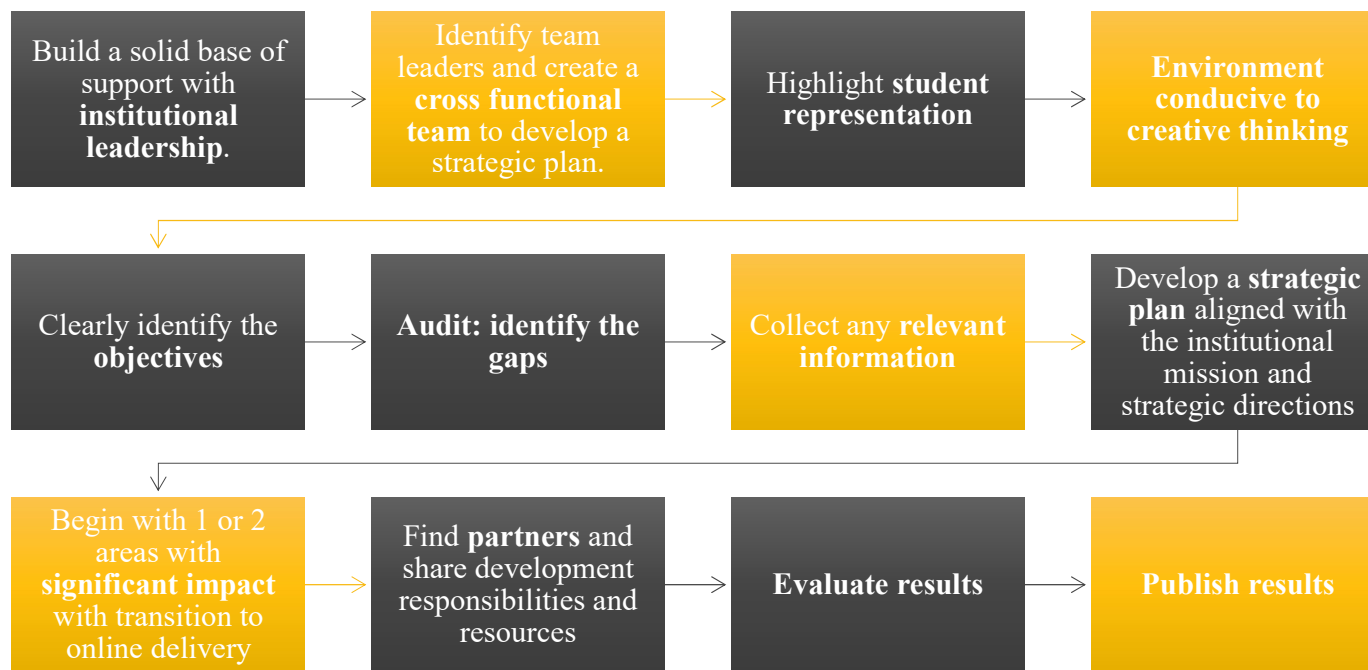 Build a solid base of
support with
institutional
leadership.
Identify team
leaders and create a
cross functional
team to develop a
strategic plan.
Highlight student
representation
Environment
conducive to
creative thinking
Clearly identify the
objectives
Audit: identify the
gaps
Collect any relevant
information
Develop a strategic
plan aligned with
the institutional
mission and
strategic directions
Begin with 1 or 2
areas with
significant impact
with transition to
online delivery
Find partners and
share development
responsibilities and
resources
Evaluate results
Publish results